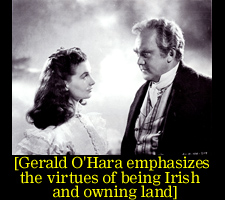 [Gerald O'Hara emphasizes
the virtues of being Irish
and owning land]